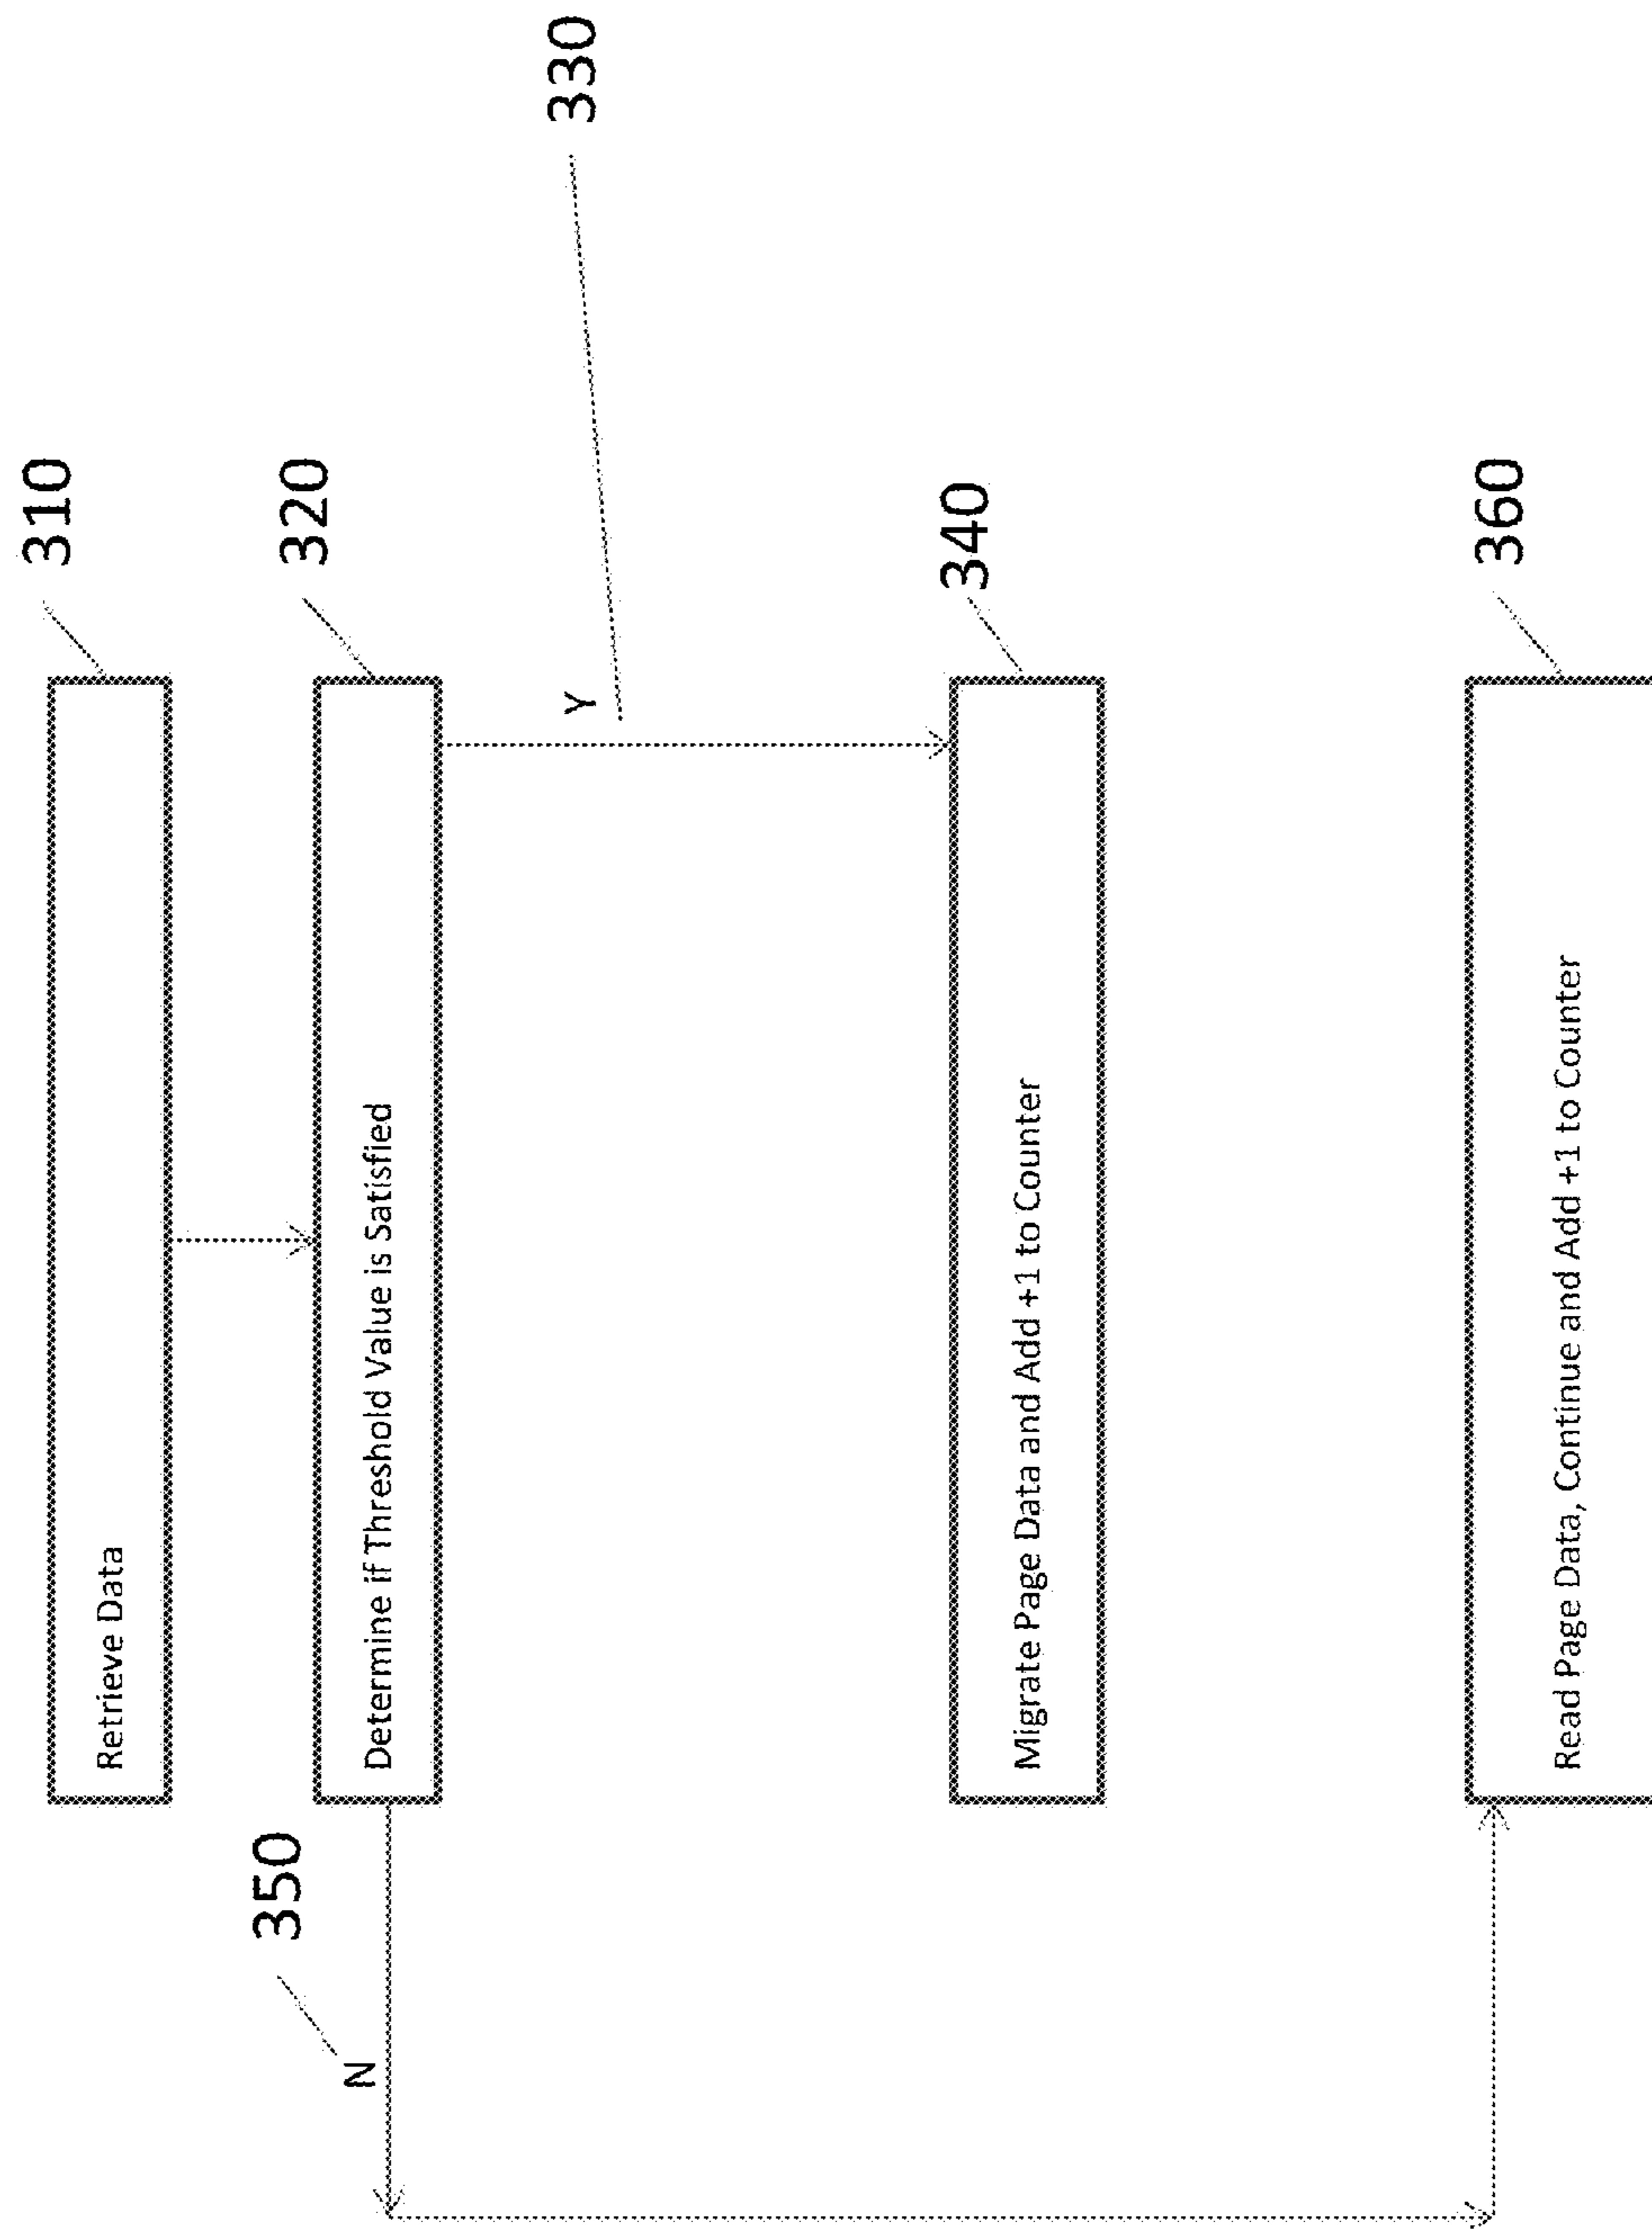 Retrieve Data
310
Determine if Threshold Value is Satisfied
320
350
N
Y
330
Migrate Page Data and Add +1 to Counter
340
Read Page Data, Continue and Add +1 to Counter
360